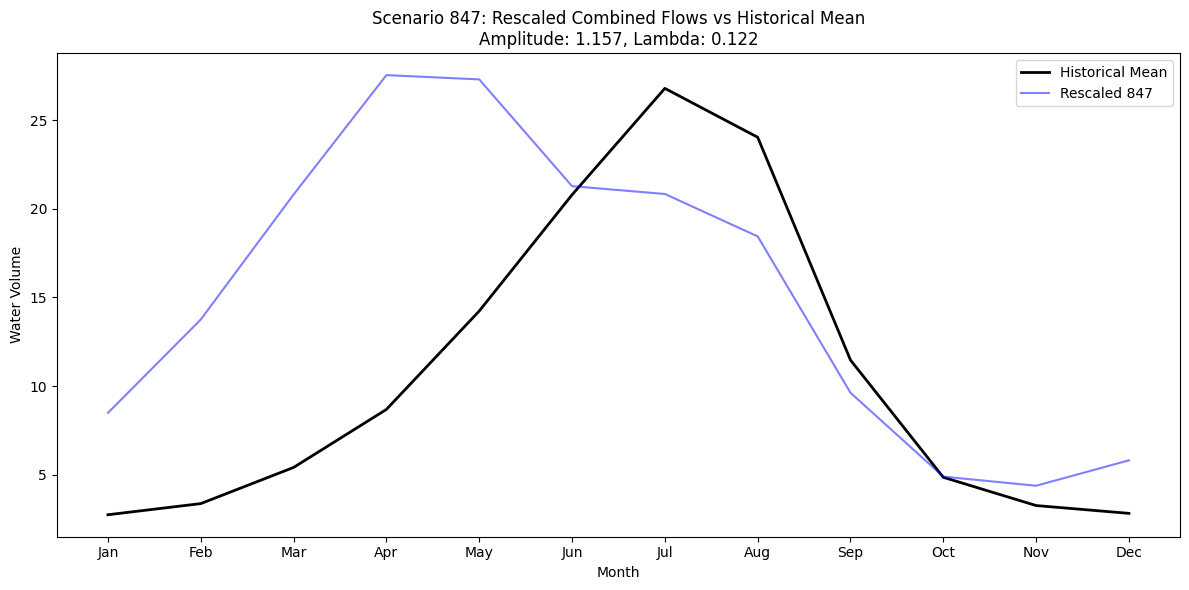 Scenario 847: Rescaled Combined Flows vs Historical Mean
Amplitude: 1.157, Lambda: 0.122
Historical Mean
Rescaled 847
Water Volume
25
20
15
10
5
Jan Feb Mar Apr May Jun Jul Aug Sep Oct Nov Dec
Month